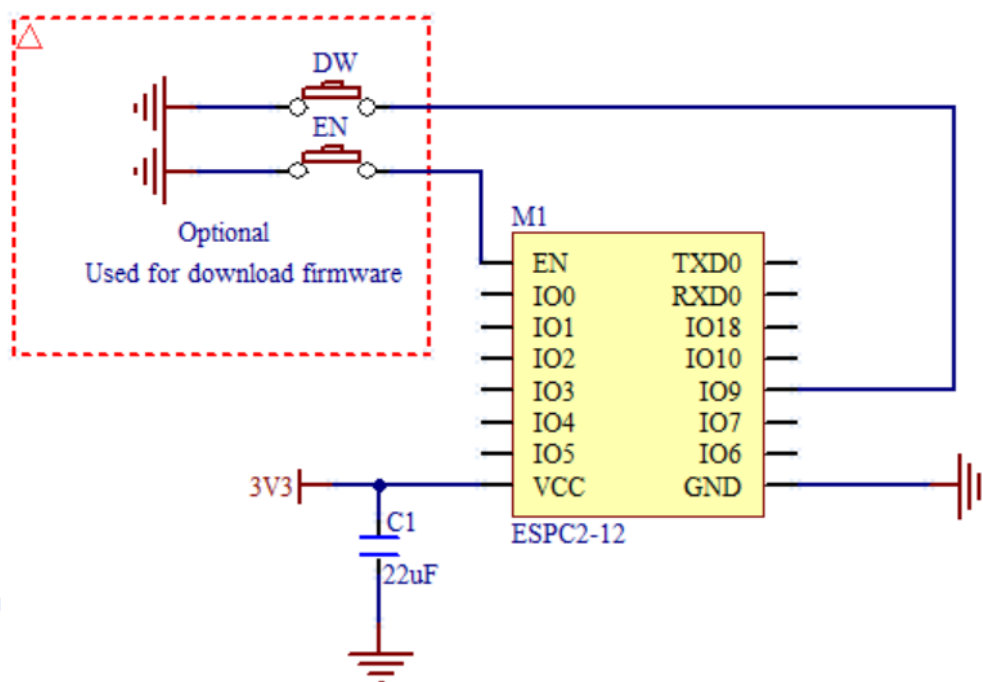 DW
EN
Optional
Used for download firmware
M1
EN TXD0
IO0 RXD0
IO1 IO18
IO2 IO10
IO3 IO9
IO4 IO7
IO5 IO6
VCC GND
ESPC2-12
3V3
C1
22uF